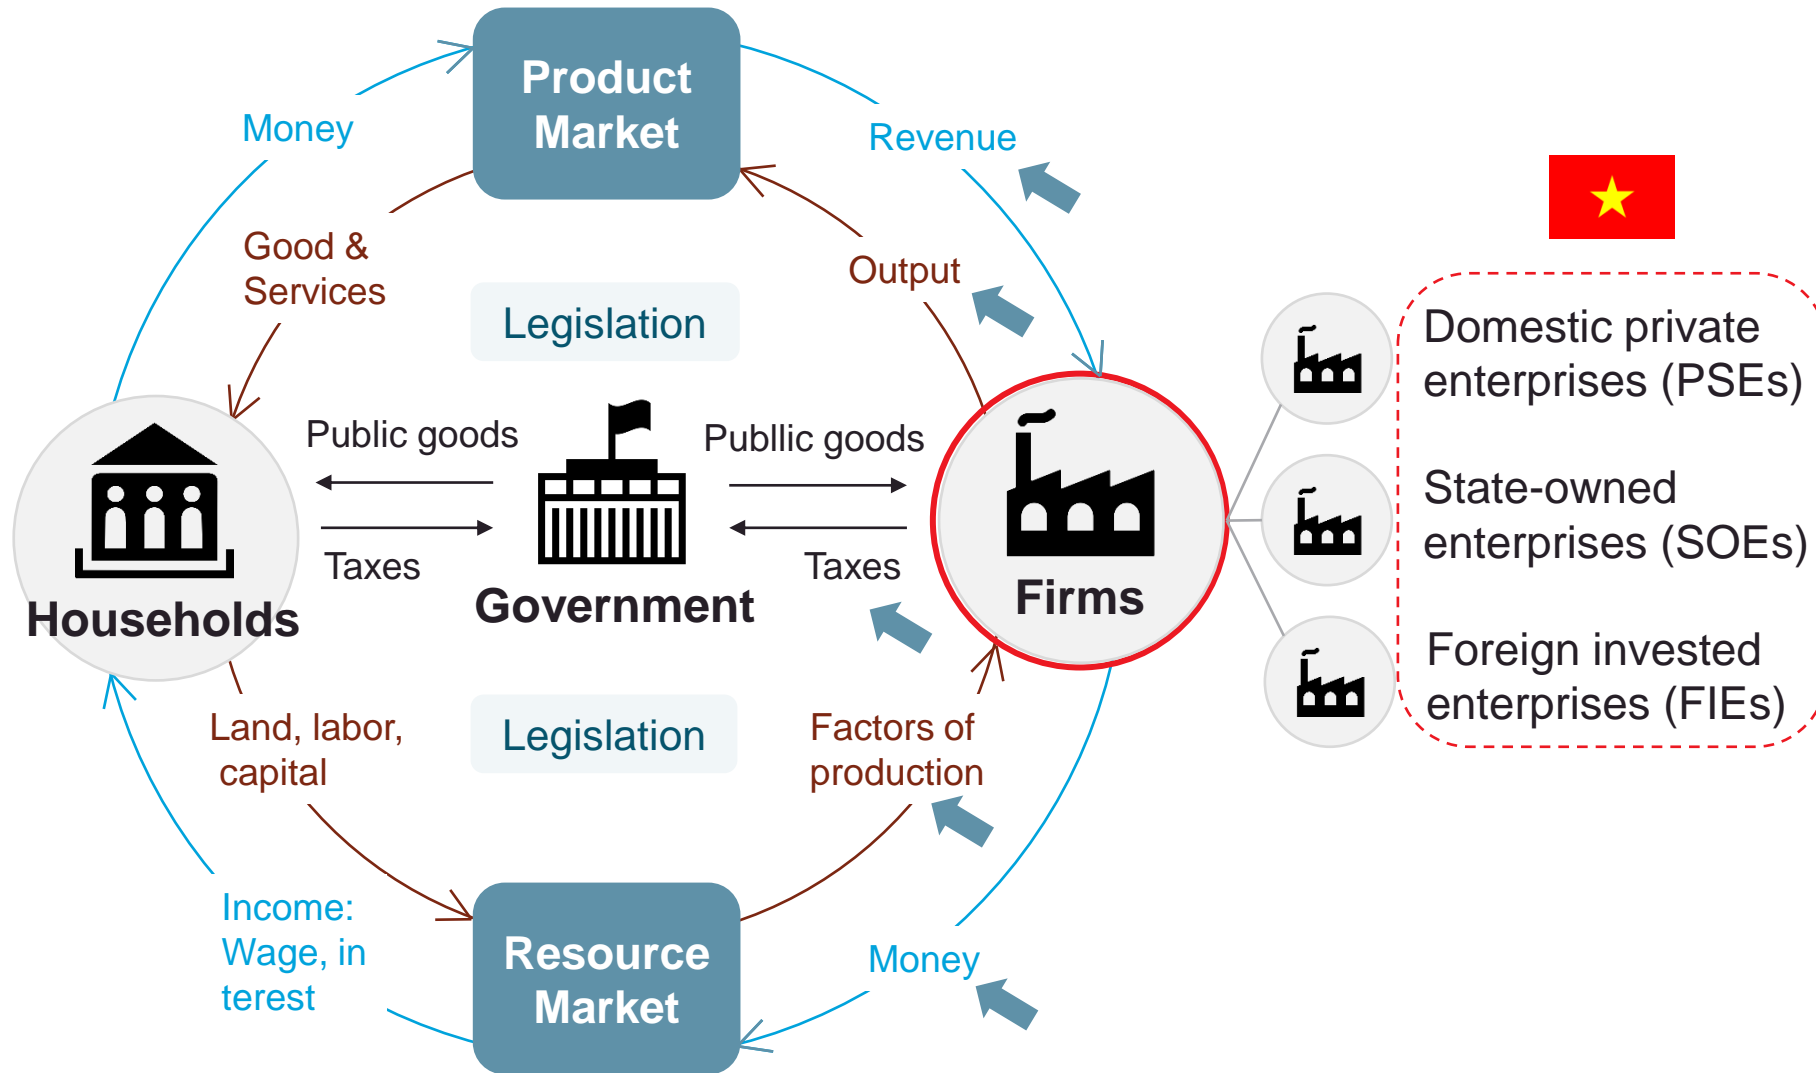 Product
Market
Money
Revenue
Good &
Services
Output
Legislation
Public goods
Publlic goods
Taxes
Taxes
Households
Government
Firms
Domestic private
enterprises (PSEs)
State-owned
enterprises (SOEs)
Foreign invested
enterprises (FIEs)
Land, labor,
capital
Legislation
Factors of
production
Income:
Wage, in
terest
Resource
Market
Money